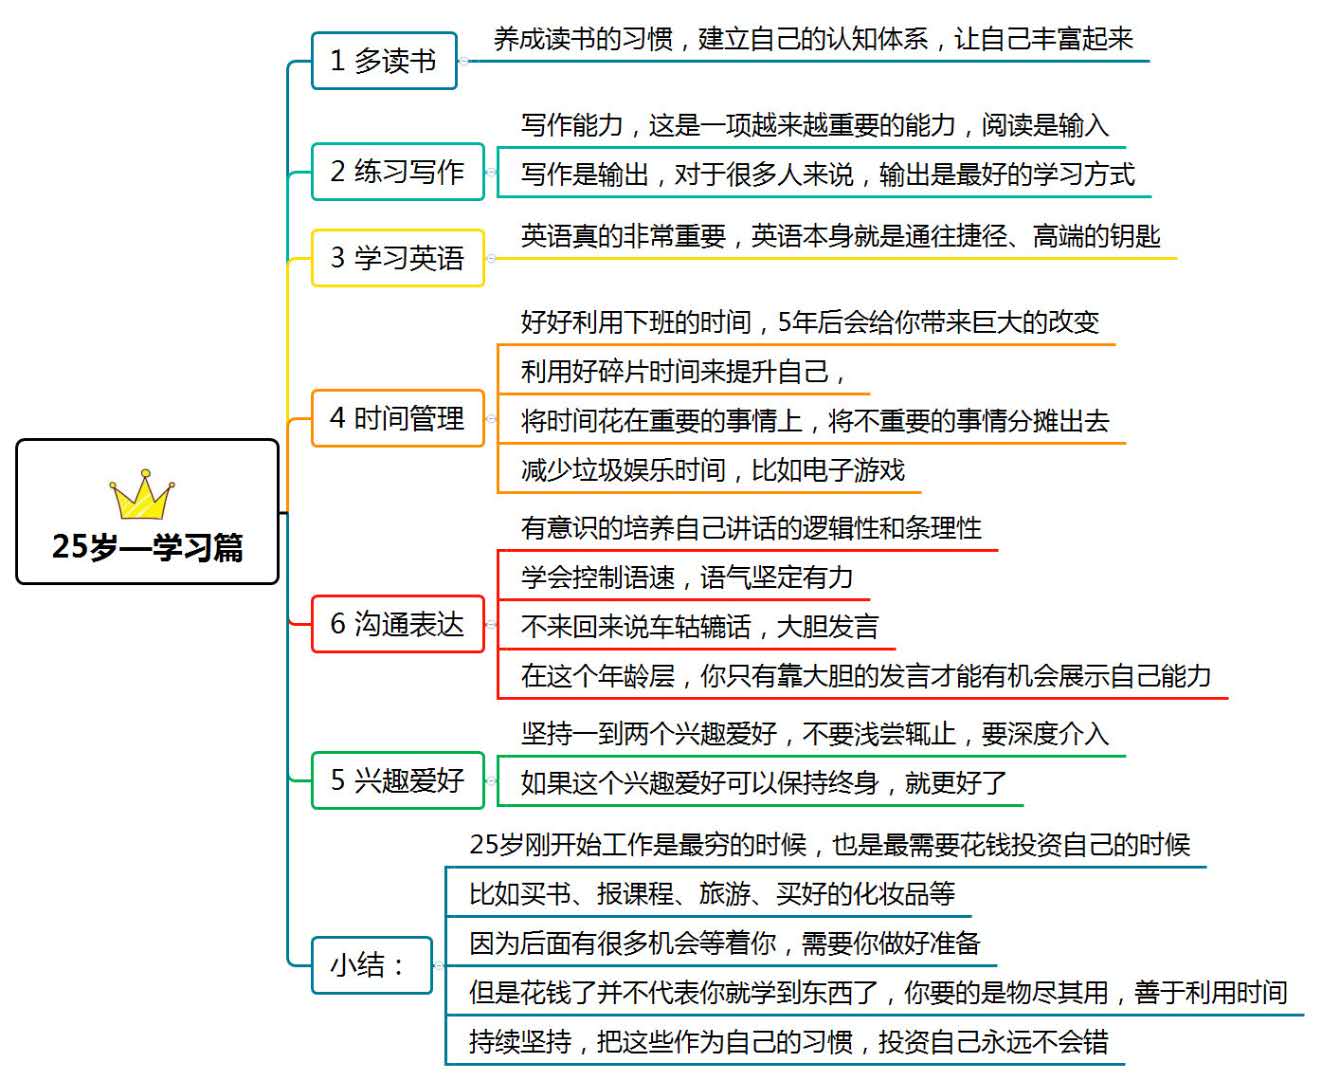 25岁—学习篇
1 多读书
养成读书的习惯，建立自己的认知体系，让自己丰富起来
2 练习写作
写作能力，这是一项越来越重要的能力，阅读是输入
写作是输出，对于很多人来说，输出是最好的学习方式
3 学习英语
英语真的非常重要，英语本身就是通往捷径、高端的钥匙
4 时间管理
好好利用下班的时间，5年后会给你带来巨大的改变
利用好碎片时间来提升自己，
将时间花在重要的事情上，将不重要的事情分摊出去
减少垃圾娱乐时间，比如电子游戏
6 沟通表达
有意识的培养自己讲话的逻辑性和条理性
学会控制语速，语气坚定有力
不来回来说车轱辘话，大胆发言
在这个年龄层，你只有靠大胆的发言才能有机会展示自己能力
5 兴趣爱好
坚持一到两个兴趣爱好，不要浅尝辄止，要深度介入
如果这个兴趣爱好可以保持终身，就更好了
小结：
25岁刚开始工作是最穷的时候，也是最需要花钱投资自己的时候
比如买书、报课程、旅游、买好的化妆品等
因为后面有很多机会等着你，需要你做好准备
但是花钱了并不代表你就学到东西了，你要的是物尽其用，善于利用时间
持续坚持，把这些作为自己的习惯，投资自己永远不会错